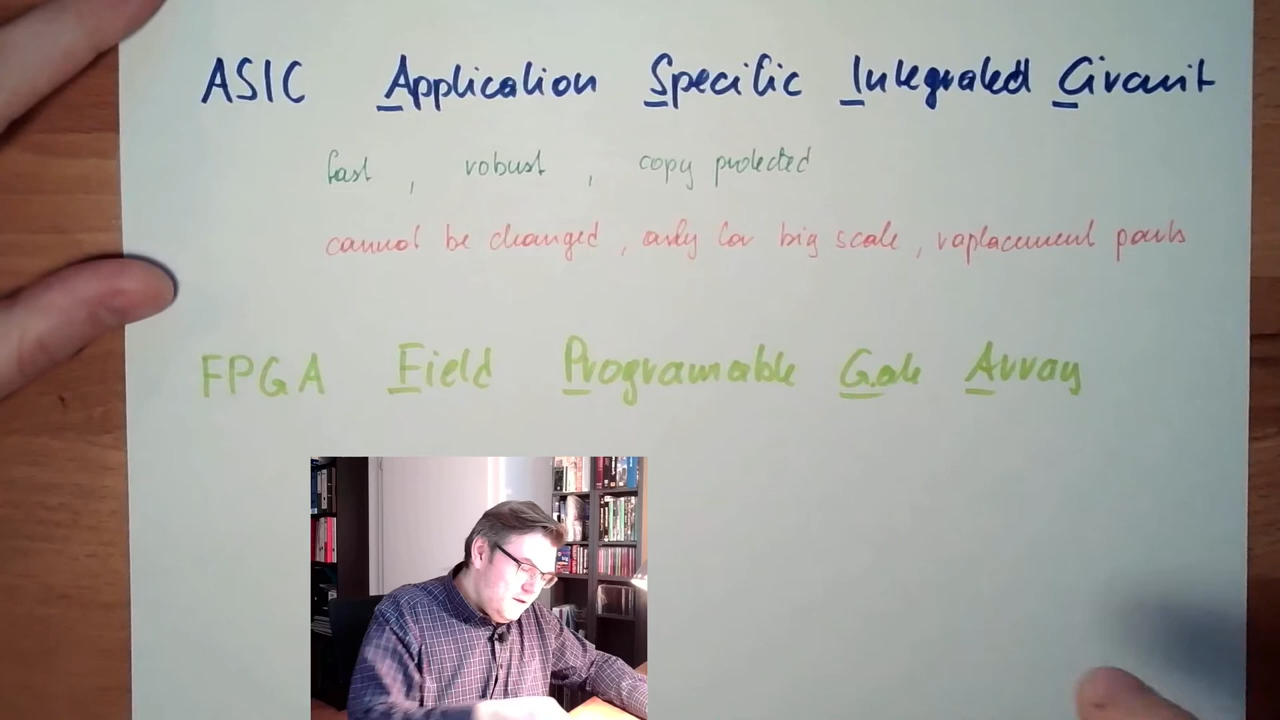 ASIC Application Specific Integrated Circuit
fast, robust, copy protected
cannot be changed, only for big scale, replacement parts
FPGA Field Programable Gate Array